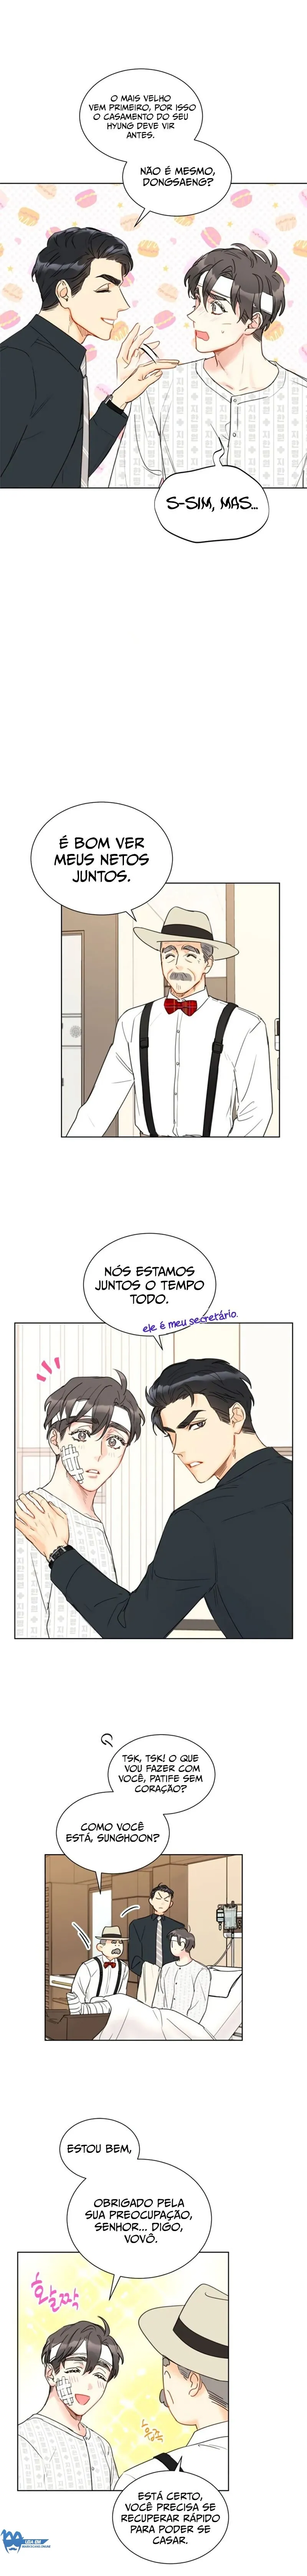 O MAIS VELHO
VEM PRIMEIRO, POR ISSO
O CASAMENTO DO SEU
HYUNG DEVE VIR
ANTES.
NÃO É MESMO,
DONGSAENG?
S-SIM, MAS...
É BOM VER
MEUS NETOS
JUNTOS.
NÓS ESTAMOS
JUNTOS O TEMPO
TODO.
ele é meu secretário.
TSK, TSK! O QUE
VOU FAZER COM
VOCÊ, PATIFE SEM
CORAÇÃO?
COMO VOCÊ
ESTÁ, SUNGHOON?
ESTOU BEM,
OBRIGADO PELA
SUA PREOCUPAÇÃO,
SENHOR... DIGO,
VOVÔ.
활짝
ESTÁ CERTO,
VOCÊ PRECISA SE
RECUPERAR RÁPIDO
PARA PODER SE
CASAR.